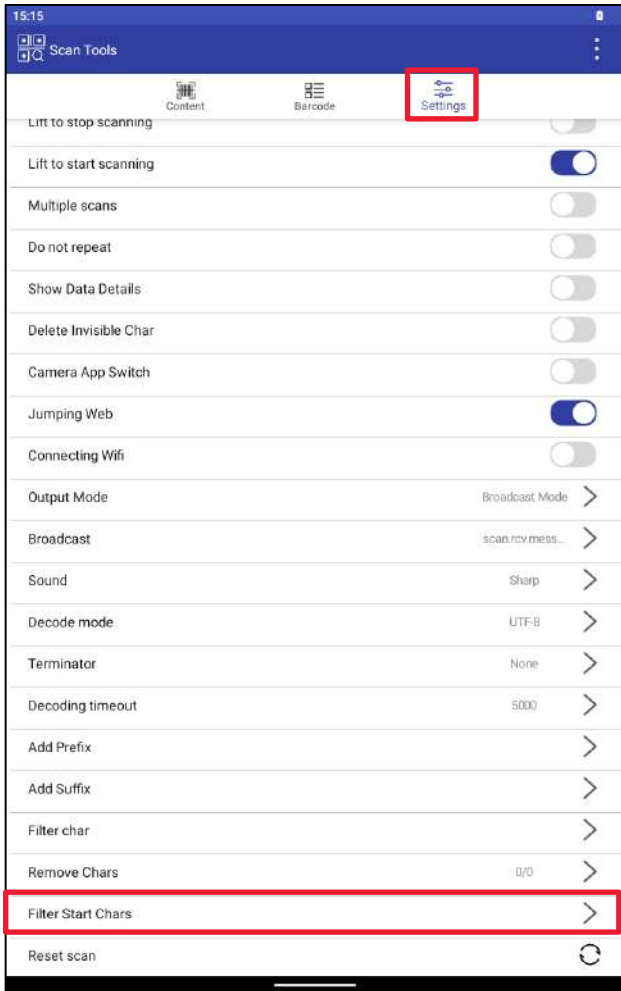 15:15
Scan Tools
Content Barcode Settings
Lift to stop scanning
Lift to start scanning
Multiple scans
Do not repeat
Show Data Details
Delete Invisible Char
Camera App Switch
Jumping Web
Connecting Wifi
Output Mode Broadcast Mode
Broadcast scan.rcv.mess...
Sound Sharp
Decode mode UTF-8
Terminator None
Decoding timeout 5000
Add Prefix
Add Suffix
Filter char
Remove Chars 0/0
Filter Start Chars
Reset scan